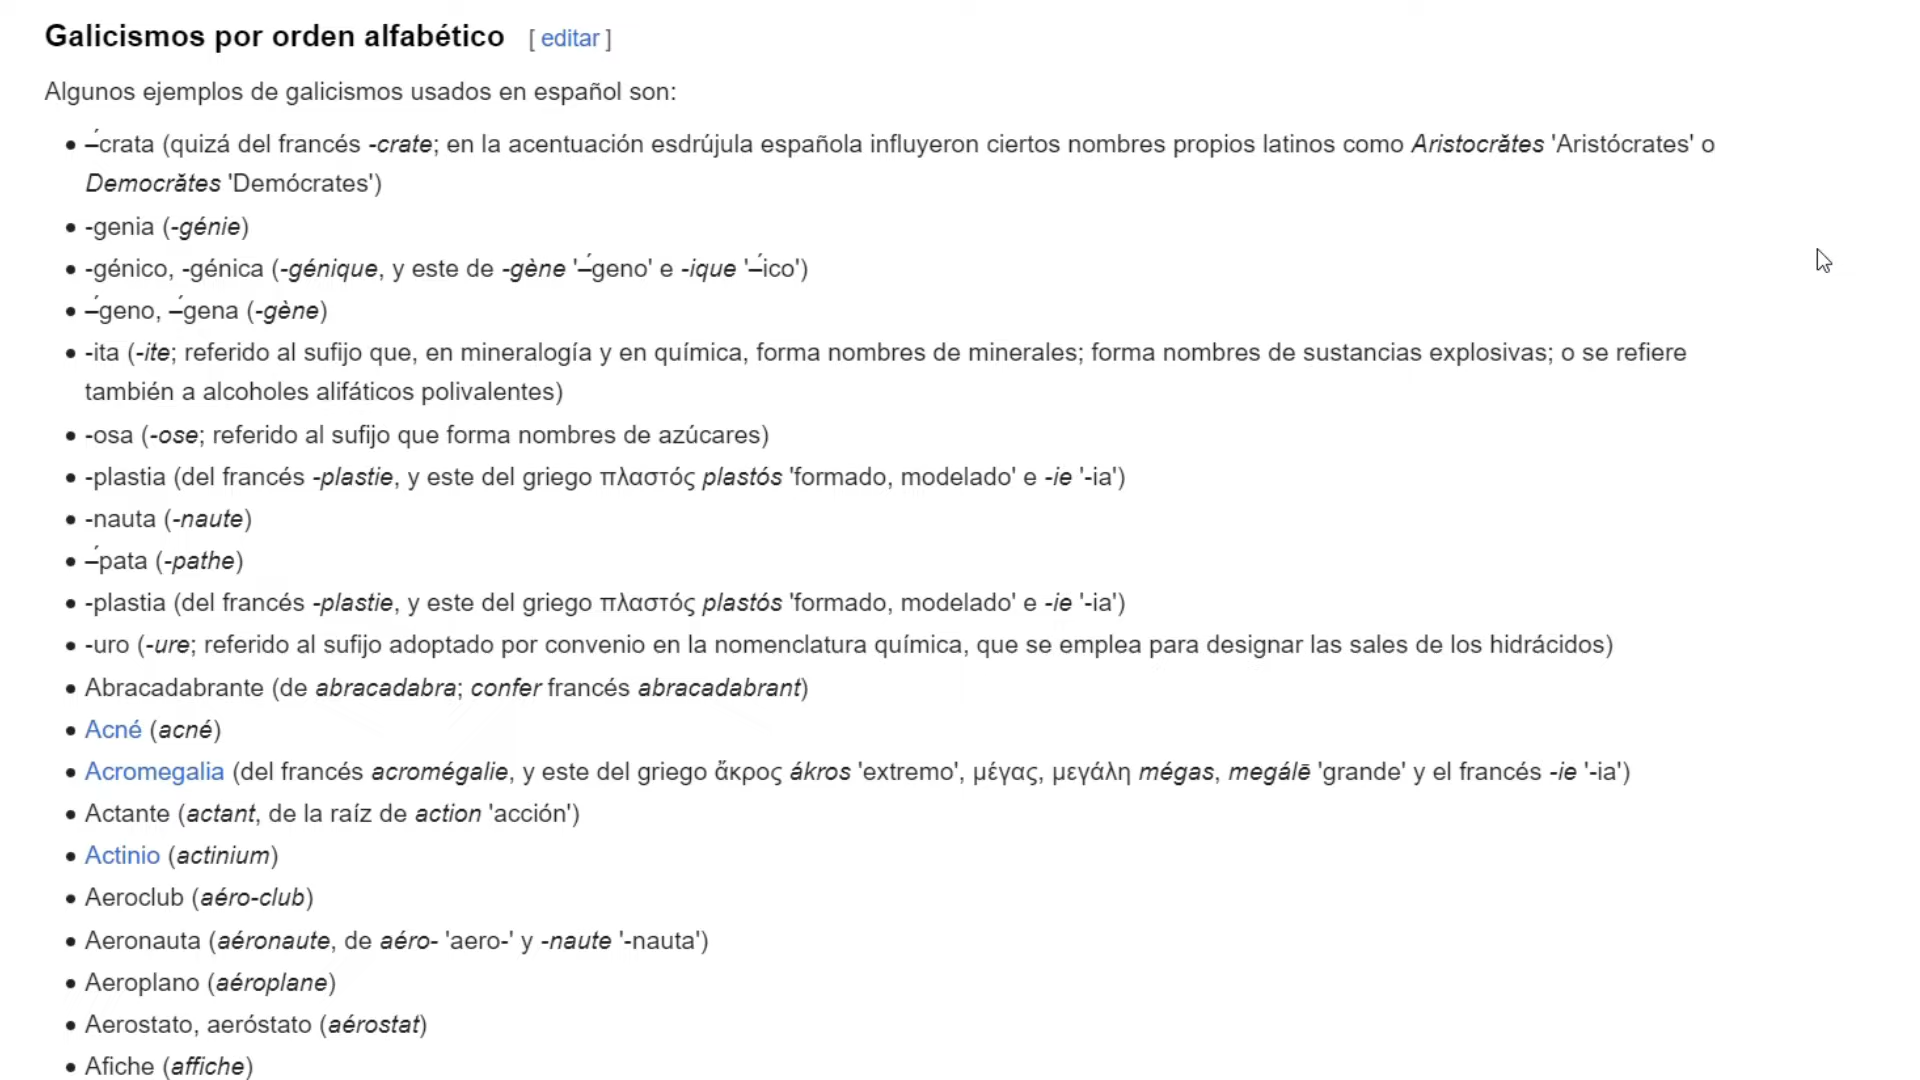 Galicismos por orden alfabético [ editar ]
Algunos ejemplos de galicismos usados en español son:
• –́crata (quizá del francés -crate; en la acentuación esdrújula española influyeron ciertos nombres propios latinos como Aristocrătes 'Aristócrates' o
Democrătes 'Demócrates')
• -genia (-génie)
• -génico, -génica (-génique, y este de -gène '–́geno' e -ique '–́ico')
• –́geno, –́gena (-gène)
• -ita (-ite; referido al sufijo que, en mineralogía y en química, forma nombres de minerales; forma nombres de sustancias explosivas; o se refiere
también a alcoholes alifáticos polivalentes)
• -osa (-ose; referido al sufijo que forma nombres de azúcares)
• -plastia (del francés -plastie, y este del griego πλαστός plastós 'formado, modelado' e -ie '-ia')
• -nauta (-naute)
• –́pata (-pathe)
• -plastia (del francés -plastie, y este del griego πλαστός plastós 'formado, modelado' e -ie '-ia')
• -uro (-ure; referido al sufijo adoptado por convenio en la nomenclatura química, que se emplea para designar las sales de los hidrácidos)
• Abracadabrante (de abracadabra; confer francés abracadabrant)
• Acné (acné)
• Acromegalia (del francés acromégalie, y este del griego ἄκρος ákros 'extremo', μέγας, μεγάλη mégas, megálē 'grande' y el francés -ie '-ia')
• Actante (actant, de la raíz de action 'acción')
• Actinio (actinium)
• Aeroclub (aéro-club)
• Aeronauta (aéronaute, de aéro- 'aero-' y -naute '-nauta')
• Aeroplano (aéroplane)
• Aerostato, aeróstato (aérostat)
• Afiche (affiche)